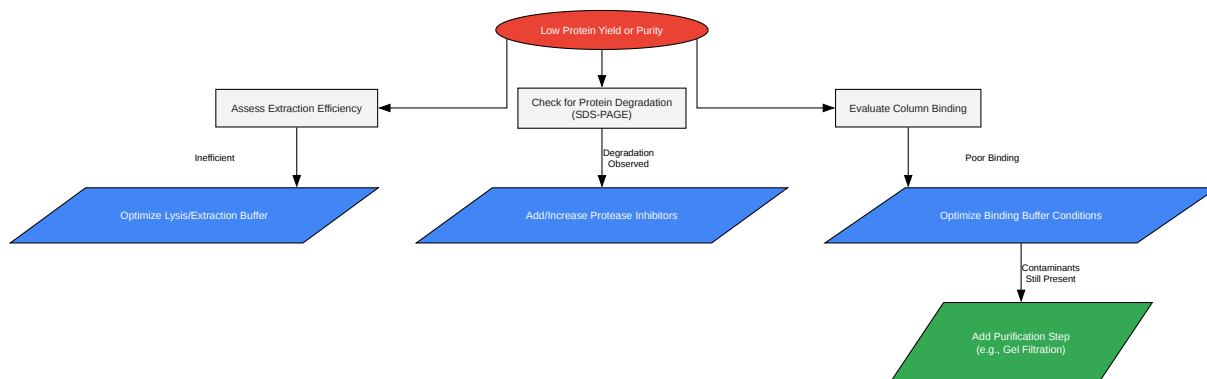 Low Protein Yield or Purity
Assess Extraction Efficiency
Check for Protein Degradation
(SDS-PAGE)
Evaluate Column Binding
Inefficient
Degradation
Observed
Poor Binding
Optimize Lysis/Extraction Buffer
Add/Increase Protease Inhibitors
Optimize Binding Buffer Conditions
Contaminants
Still Present
Add Purification Step
(e.g., Gel Filtration)